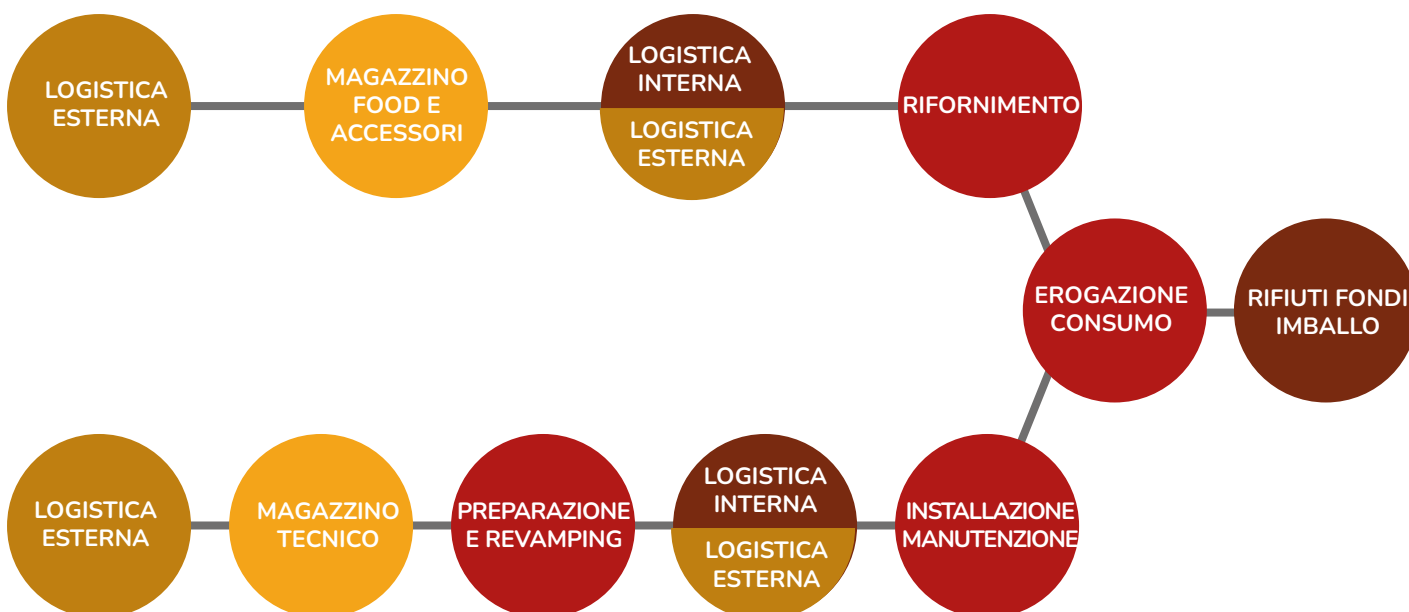 LOGISTICA
ESTERNA
MAGAZZINO
FOOD E
ACCESSORI
LOGISTICA
INTERNA
LOGISTICA
ESTERNA
RIFORNIMENTO
EROGAZIONE
CONSUMO
RIFIUTI FONDI
IMBALLO
LOGISTICA
ESTERNA
MAGAZZINO
TECNICO
PREPARAZIONE
E REVAMPING
LOGISTICA
INTERNA
LOGISTICA
ESTERNA
INSTALLAZIONE
MANUTENZIONE